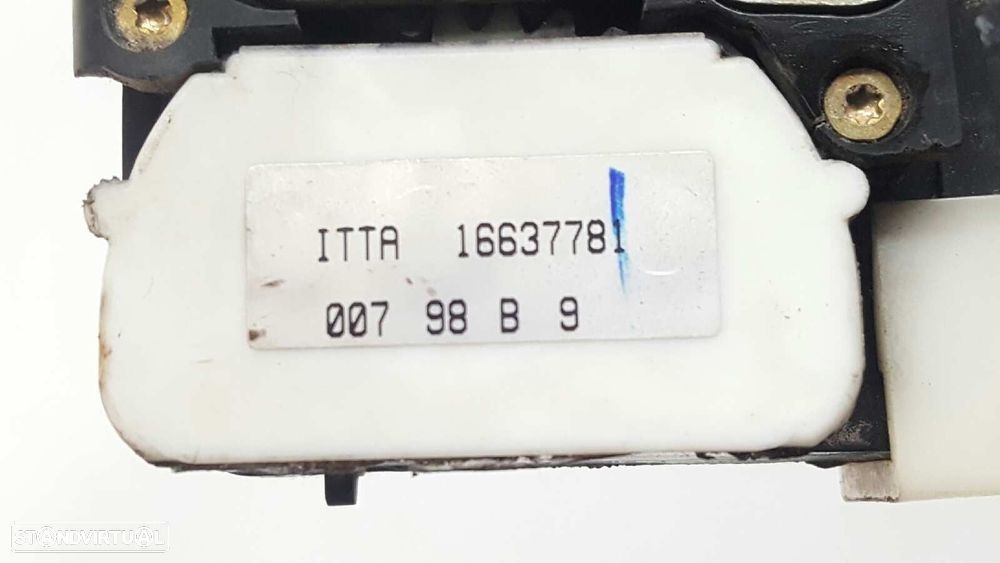 ITTA 16637781
007 98 B 9
STANDVIRTUAL